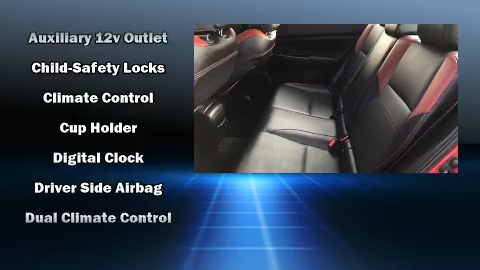 Auxiliary 12v Outlet
Child-Safety Locks
Climate Control
Cup Holder
Digital Clock
Driver Side Airbag
Dual Climate Control